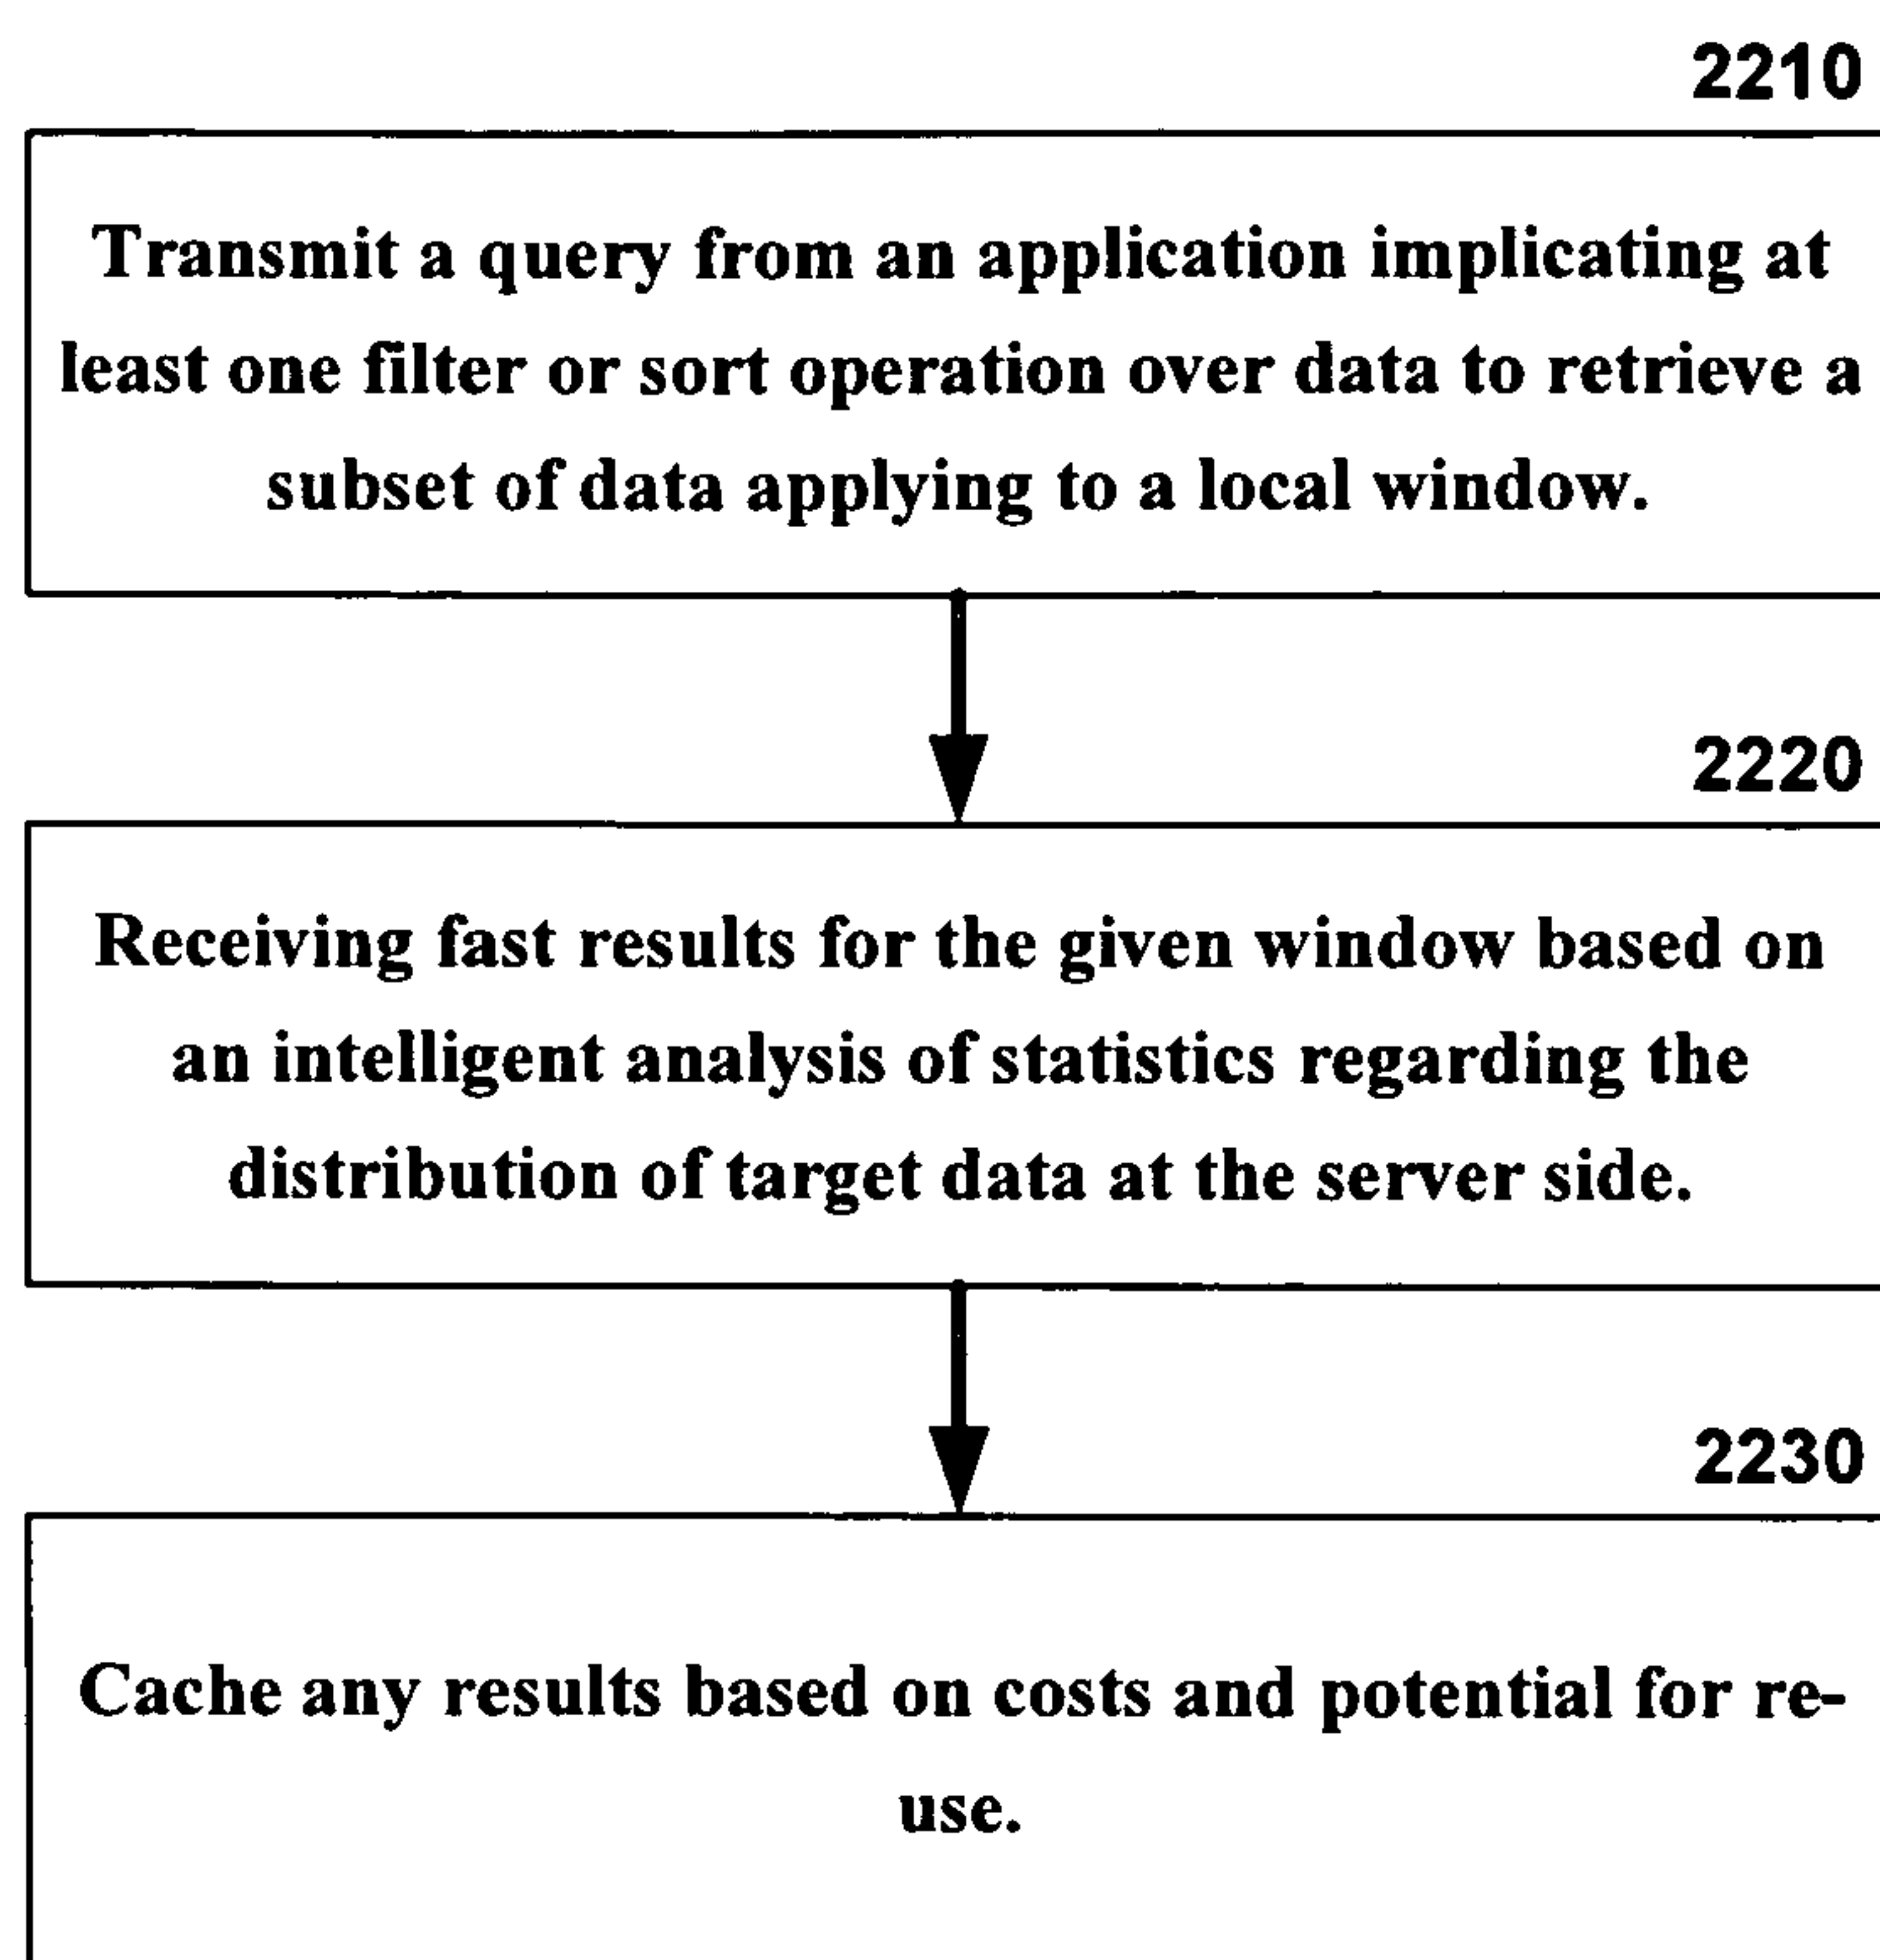 2210
Transmit a query from an application implicating at
least one filter or sort operation over data to retrieve a
subset of data applying to a local window.
2220
Receiving fast results for the given window based on
an intelligent analysis of statistics regarding the
distribution of target data at the server side.
2230
Cache any results based on costs and potential for re-
use.